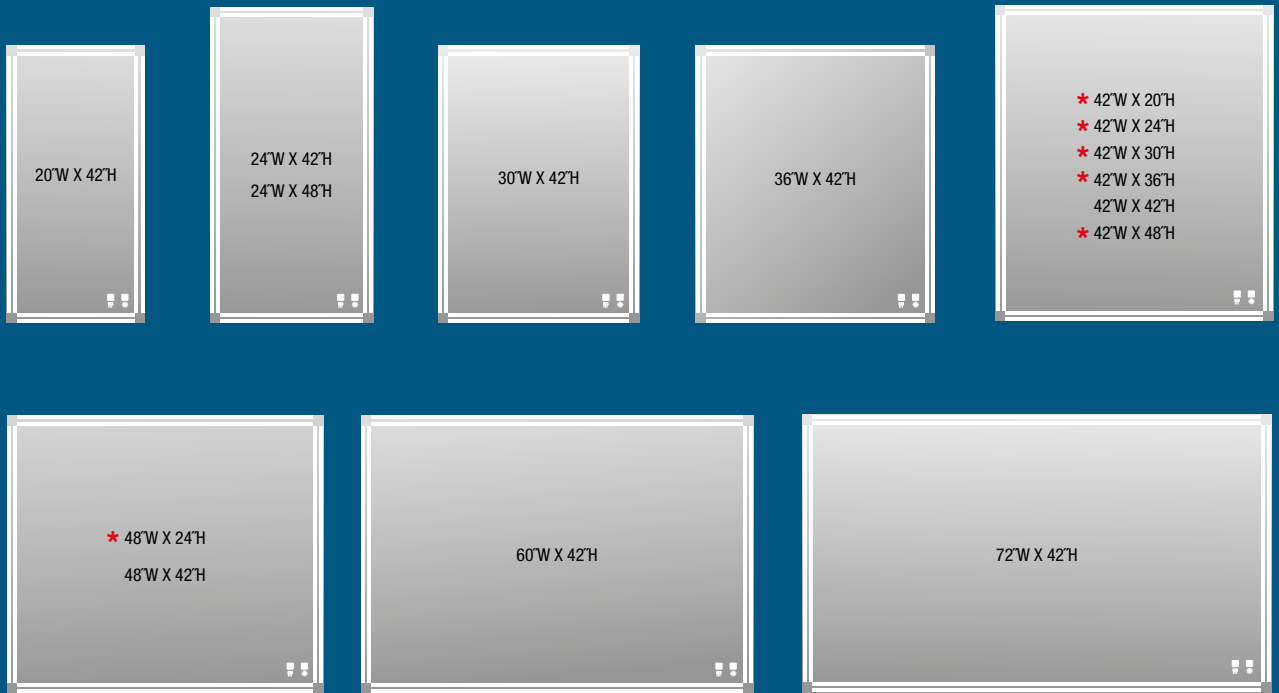 20˝W X 42˝H
24˝W X 42˝H
24˝W X 48˝H
30˝W X 42˝H
36˝W X 42˝H
* 42˝W X 20˝H
* 42˝W X 24˝H
* 42˝W X 30˝H
* 42˝W X 36˝H
42˝W X 42˝H
* 42˝W X 48˝H
* 48˝W X 24˝H
48˝W X 42˝H
60˝W X 42˝H
72˝W X 42˝H